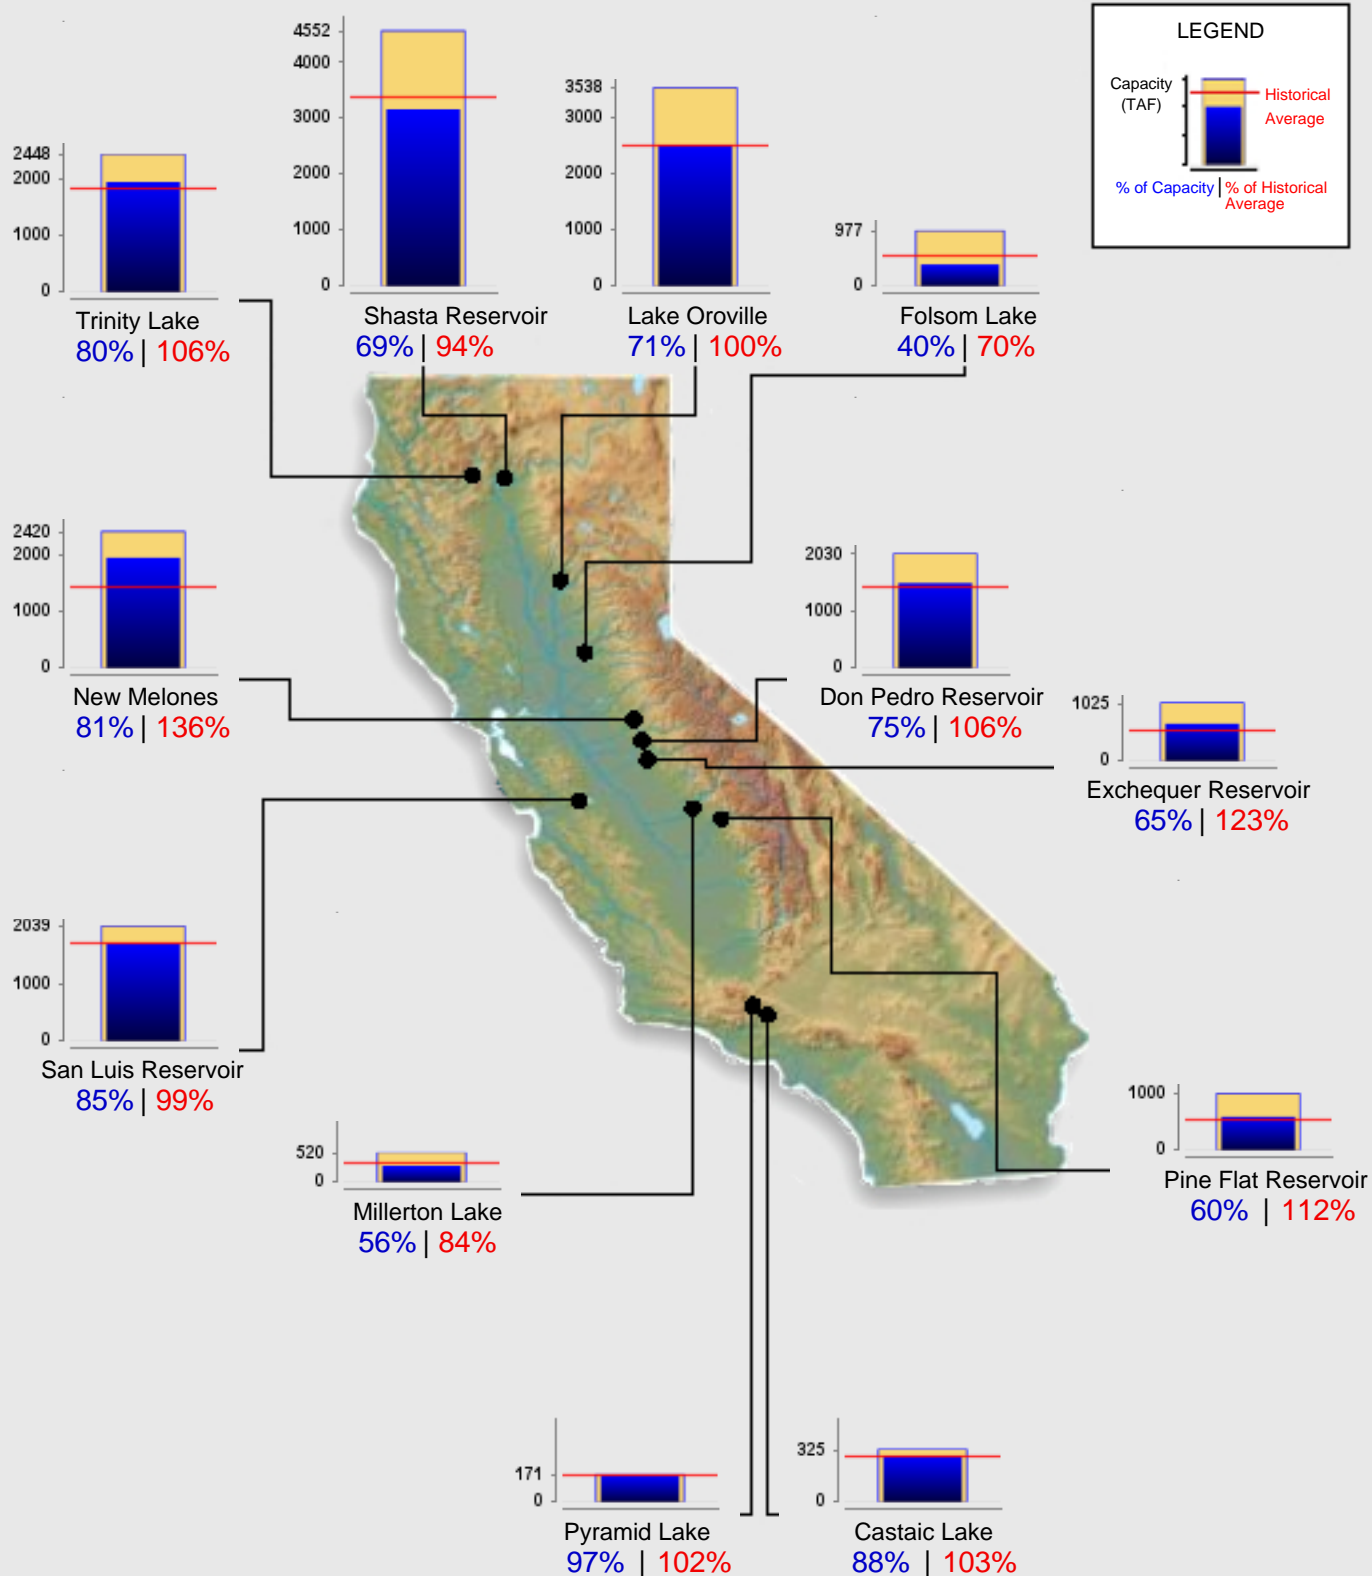 LEGEND
Capacity
(TAF)
Historical
Average
% of Capacity | % of Historical
Average
2448
2000
1000
0
Trinity Lake
80% | 106%
4552
4000
3000
2000
1000
0
Shasta Reservoir
69% | 94%
3538
3000
2000
1000
0
Lake Oroville
71% | 100%
977
0
Folsom Lake
40% | 70%
2420
2000
1000
0
New Melones
81% | 136%
2030
1000
0
Don Pedro Reservoir
75% | 106%
1025
0
Exchequer Reservoir
65% | 123%
2039
1000
0
San Luis Reservoir
85% | 99%
520
0
Millerton Lake
56% | 84%
1000
0
Pine Flat Reservoir
60% | 112%
171
0
Pyramid Lake
97% | 102%
325
0
Castaic Lake
88% | 103%